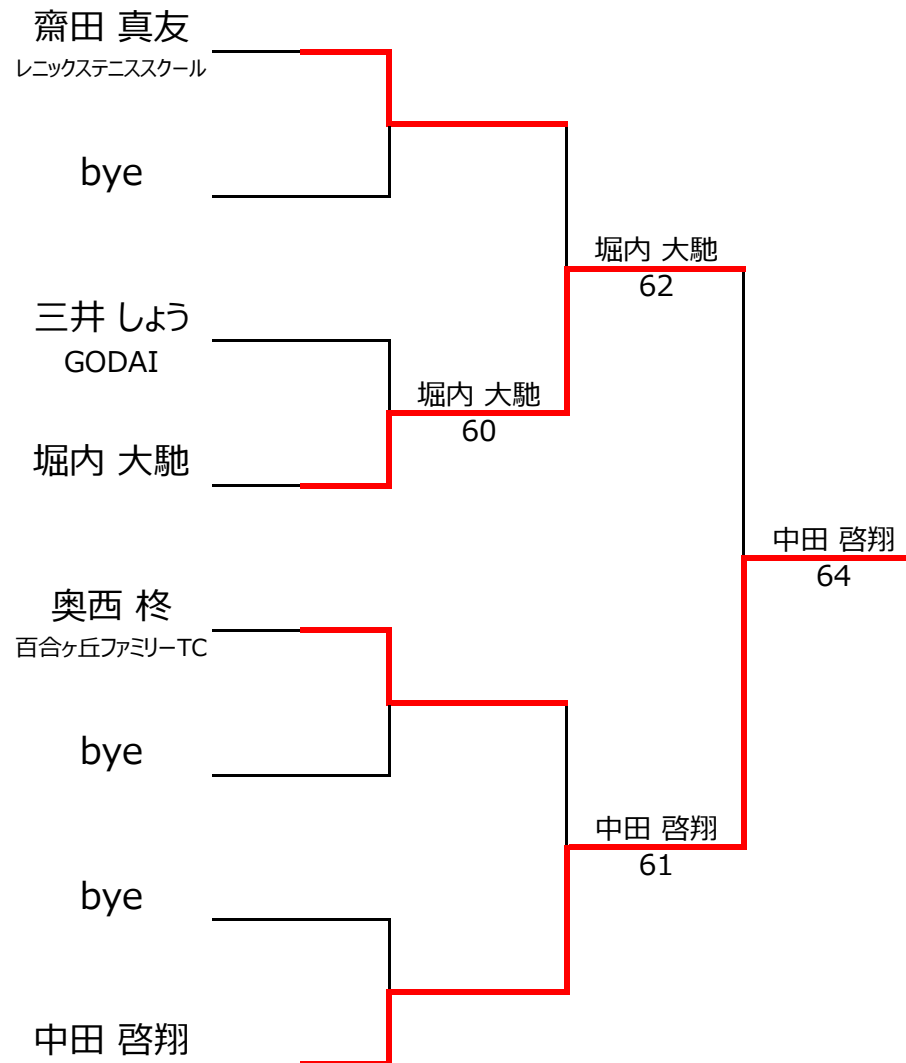 齋田 真友
レニックステニススクール
bye
三井 しょう
GODAI
堀内 大馳
奥西 柊
百合ヶ丘ファミリーTC
bye
bye
中田 啓翔
堀内 大馳
60
堀内 大馳
62
中田 啓翔
61
中田 啓翔
64